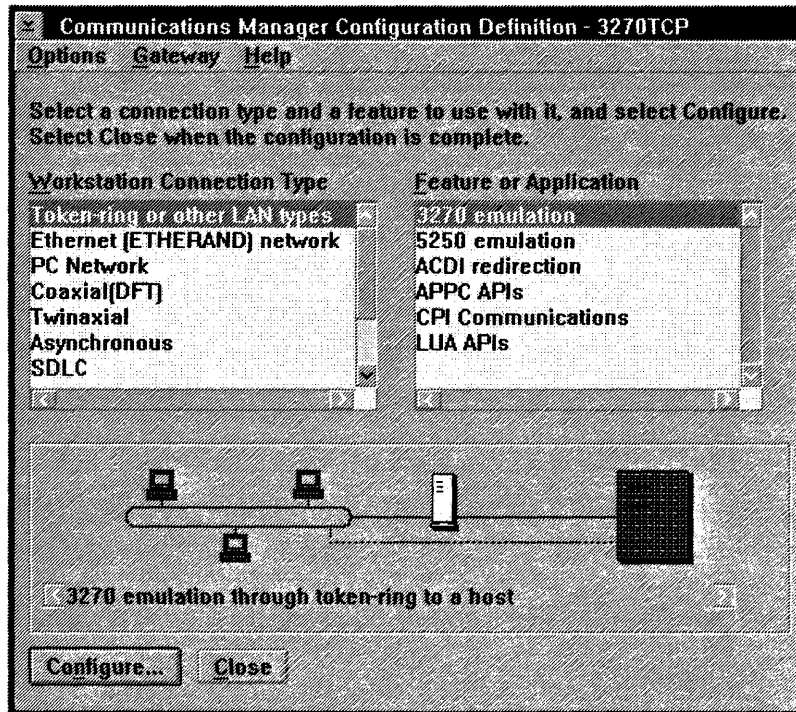 Communications Manager Configuration Definition - 3270TCP
Options Gateway Help
Select a connection type and a feature to use with it, and select Configure.
Select Close when the configuration is complete.
Workstation Connection Type
Token-ring or other LAN types
Ethernet (ETHERAND) network
PC Network
Coaxial(DFT)
Twinaxial
Asynchronous
SDLC
Feature or Application
3270 emulation
5250 emulation
ACDI redirection
APPC APIs
CPI Communications
LUA APIs
3270 emulation through token-ring to a host
Configure... Close